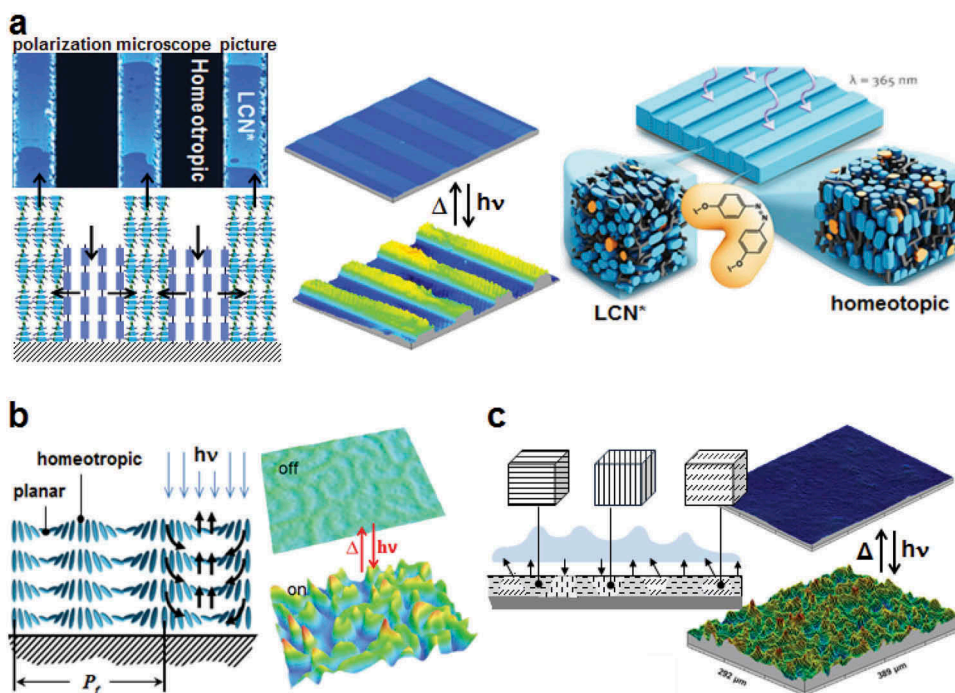 a
polarization microscope picture
Homeotropic
LCN*
Δ hν
λ = 365 nm
N
N
O
O
LCN*
homeotopic
b
hν
homeotropic
planar
off
Δ hν
on
P
c
Δ hν
292 µm
389 µm